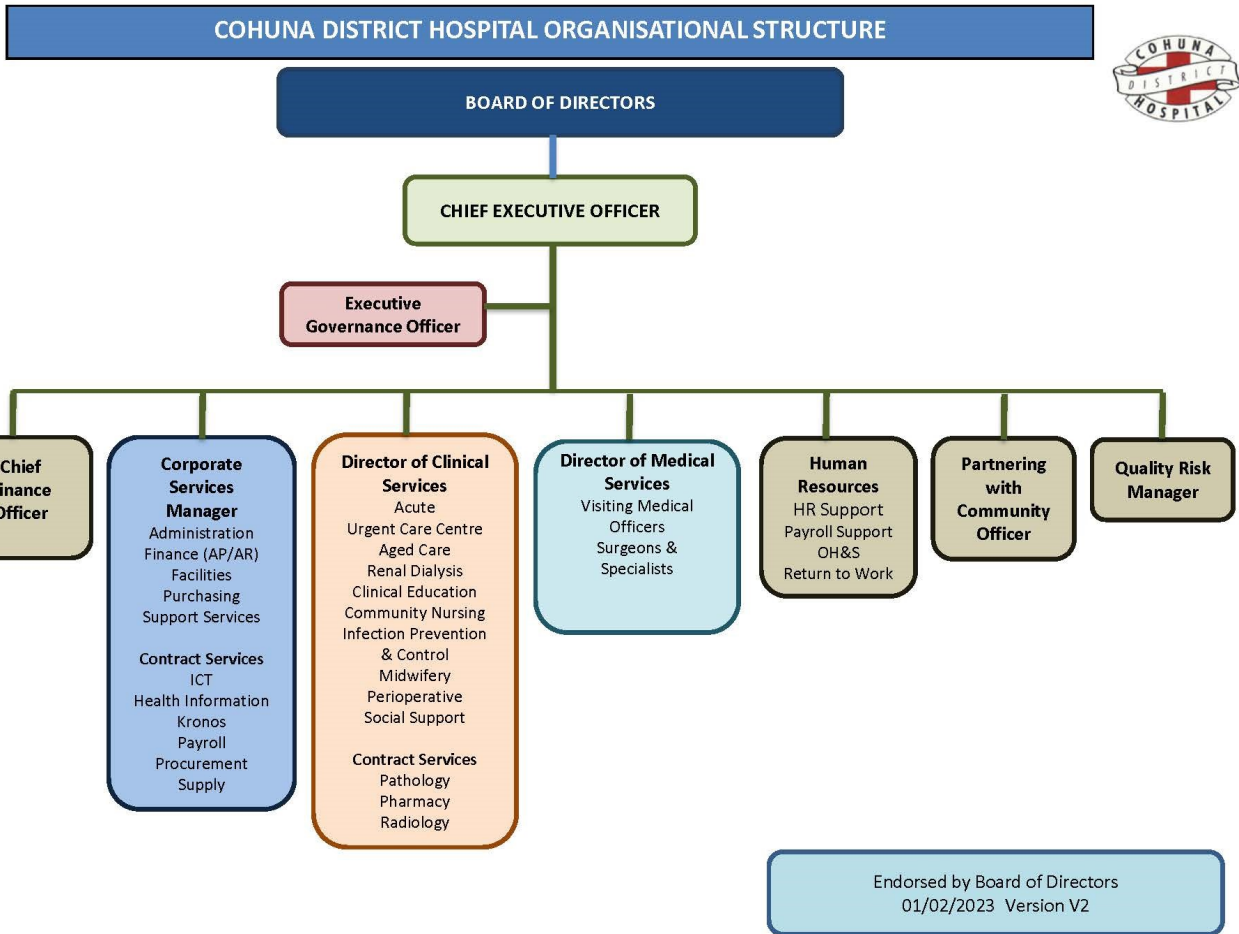 COHUNA DISTRICT HOSPITAL ORGANISATIONAL STRUCTURE
COHUNA
DISTRICT
HOSPITAL
BOARD OF DIRECTORS
CHIEF EXECUTIVE OFFICER
Executive
Governance Officer
Chief
inance
Officer
Corporate
Services
Manager
Administration
Finance (AP/AR)
Facilities
Purchasing
Support Services
Contract Services
ICT
Health Information
Kronos
Payroll
Procurement
Supply
Director of Clinical
Services
Acute
Urgent Care Centre
Aged Care
Renal Dialysis
Clinical Education
Community Nursing
Infection Prevention
& Control
Midwifery
Perioperative
Social Support
Contract Services
Pathology
Pharmacy
Radiology
Director of Medical
Services
Visiting Medical
Officers
Surgeons &
Specialists
Human
Resources
HR Support
Payroll Support
OH&S
Return to Work
Partnering
with
Community
Officer
Quality Risk
Manager
Endorsed by Board of Directors
01/02/2023 Version V2